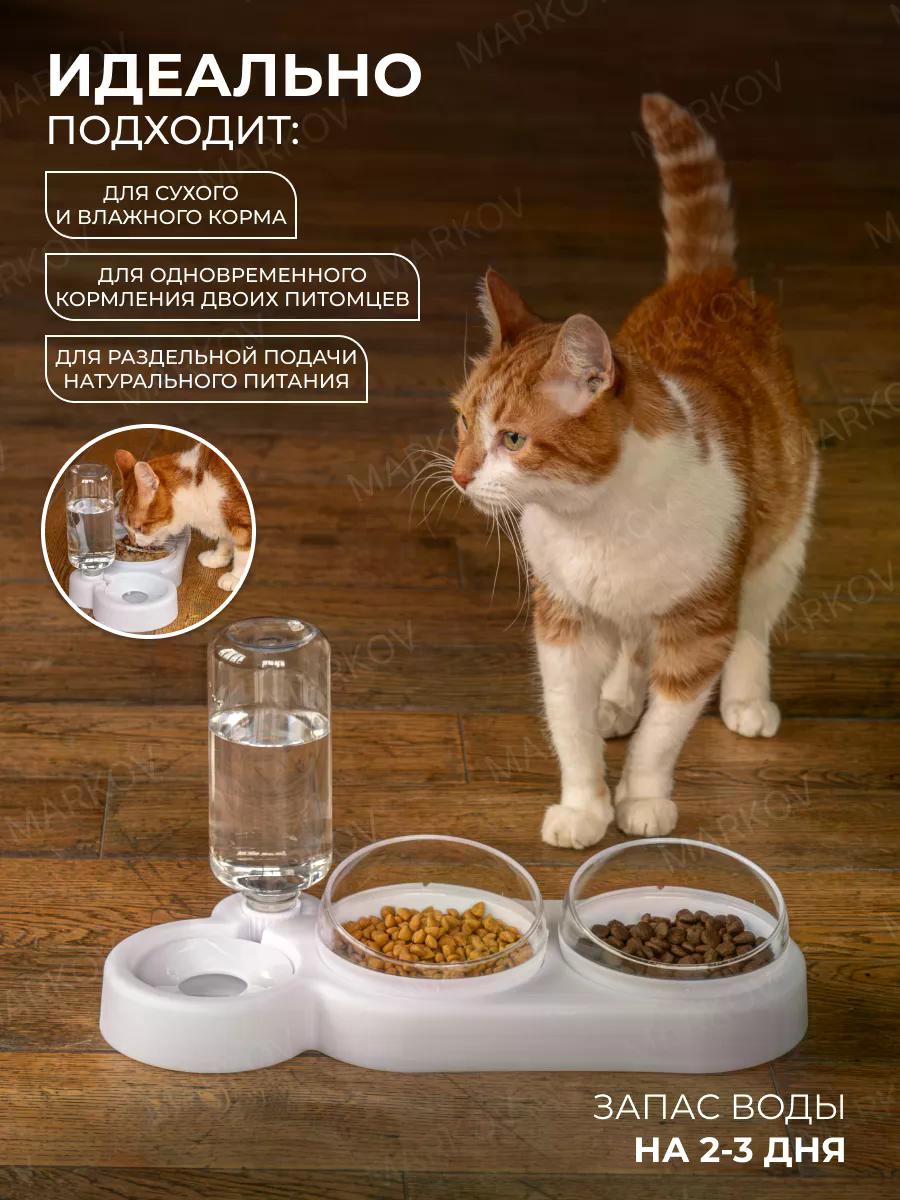 ИДЕАЛЬНО
ПОДХОДИТ:
ДЛЯ СУХОГО
И ВЛАЖНОГО КОРМА
ДЛЯ ОДНОВРЕМЕННОГО
КОРМЛЕНИЯ ДВОИХ ПИТОМЦЕВ
ДЛЯ РАЗДЕЛЬНОЙ ПОДАЧИ
НАТУРАЛЬНОГО ПИТАНИЯ
ЗАПАС ВОДЫ
НА 2-3 ДНЯ
MARKOV